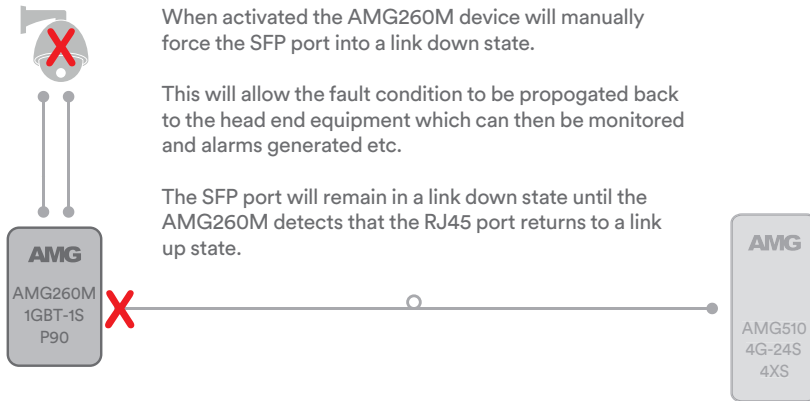 When activated the AMG260M device will manually
force the SFP port into a link down state.
This will allow the fault condition to be propogated back
to the head end equipment which can then be monitored
and alarms generated etc.
The SFP port will remain in a link down state until the
AMG260M detects that the RJ45 port returns to a link
up state.
AMG
AMG260M
1GBT-1S
P90
AMG
AMG510
4G-24S
4XS